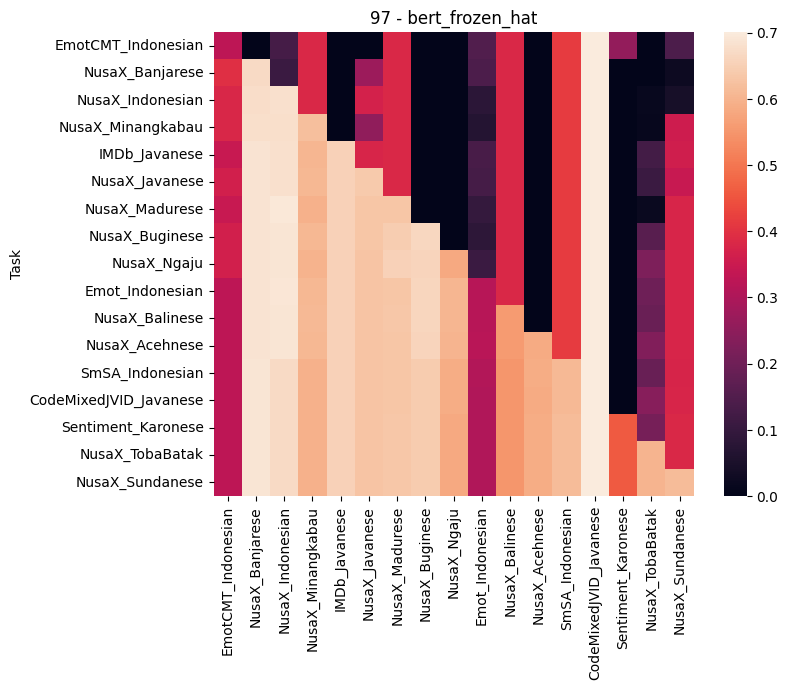 97 - bert_frozen_hat
Task
EmotCMT_Indonesian
NusaX_Banjarese
NusaX_Indonesian
NusaX_Minangkabau
IMDb_Javanese
NusaX_Javanese
NusaX_Madurese
NusaX_Buginese
NusaX_Ngaju
Emot_Indonesian
NusaX_Balinese
NusaX_Acehnese
SmSA_Indonesian
CodeMixedJVID_Javanese
Sentiment_Karonese
NusaX_TobaBatak
NusaX_Sundanese
EmotCMT_Indonesian
NusaX_Banjarese
NusaX_Indonesian
NusaX_Minangkabau
IMDb_Javanese
NusaX_Javanese
NusaX_Madurese
NusaX_Buginese
NusaX_Ngaju
Emot_Indonesian
NusaX_Balinese
NusaX_Acehnese
SmSA_Indonesian
CodeMixedJVID_Javanese
Sentiment_Karonese
NusaX_TobaBatak
NusaX_Sundanese
0.7
0.6
0.5
0.4
0.3
0.2
0.1
0.0